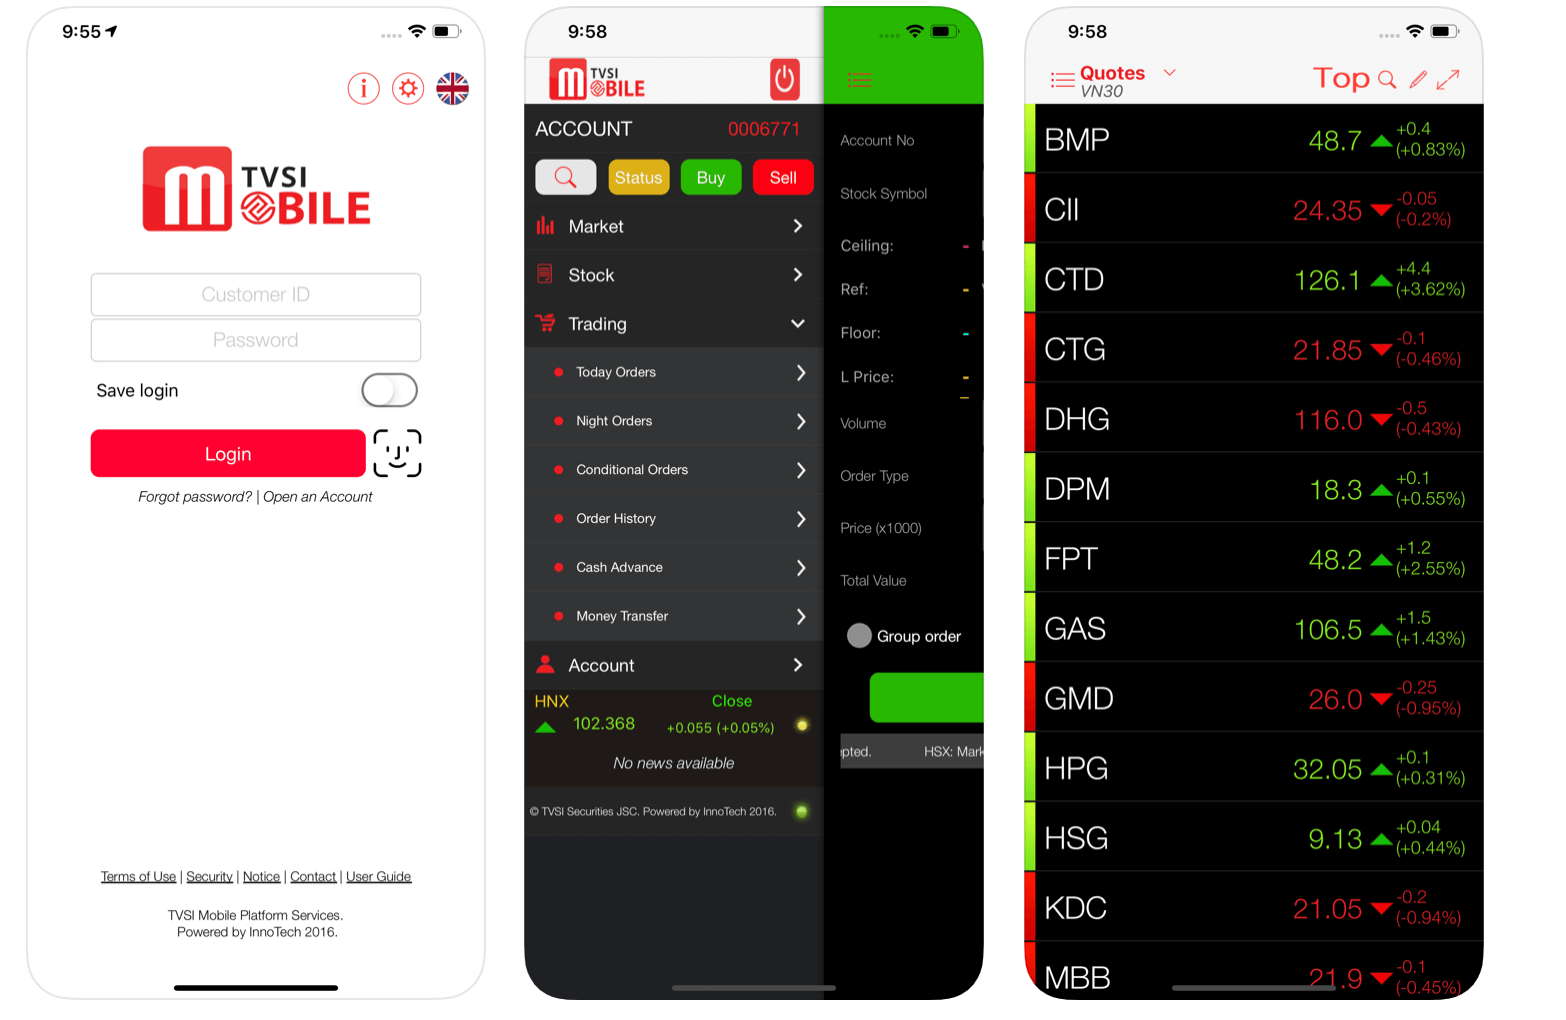 9:55
i
TVSI
MOBILE
Customer ID
Password
Save login
Login
Forgot password? | Open an Account
Terms of Use | Security | Notice | Contact | User Guide
TVSI Mobile Platform Services.
Powered by InnoTech 2016.
9:58
m TVSI
MOBILE
ACCOUNT 0006771
Status Buy Sell
Market
Stock
Trading
Today Orders
Night Orders
Conditional Orders
Order History
Cash Advance
Money Transfer
Account
HNX Close
102.368 +0.055 (+0.05%)
No news available
© TVSI Securities JSC. Powered by InnoTech 2016.
Account No
Stock Symbol
Ceiling: -
Ref: -
Floor: -
L Price: -
Volume
Order Type
Price (x1000)
Total Value
Group order
pted. HSX: Mark
9:58
Quotes
VN30
Top
BMP 48.7 +0.4
(+0.83%)
CII 24.35 -0.05
(-0.2%)
CTD 126.1 +4.4
(+3.62%)
CTG 21.85 -0.1
(-0.46%)
DHG 116.0 -0.5
(-0.43%)
DPM 18.3 +0.1
(+0.55%)
FPT 48.2 +1.2
(+2.55%)
GAS 106.5 +1.5
(+1.43%)
GMD 26.0 -0.25
(-0.95%)
HPG 32.05 +0.1
(+0.31%)
HSG 9.13 +0.04
(+0.44%)
KDC 21.05 -0.2
(-0.94%)
MBB 21.9 -0.1
(-0.45%)